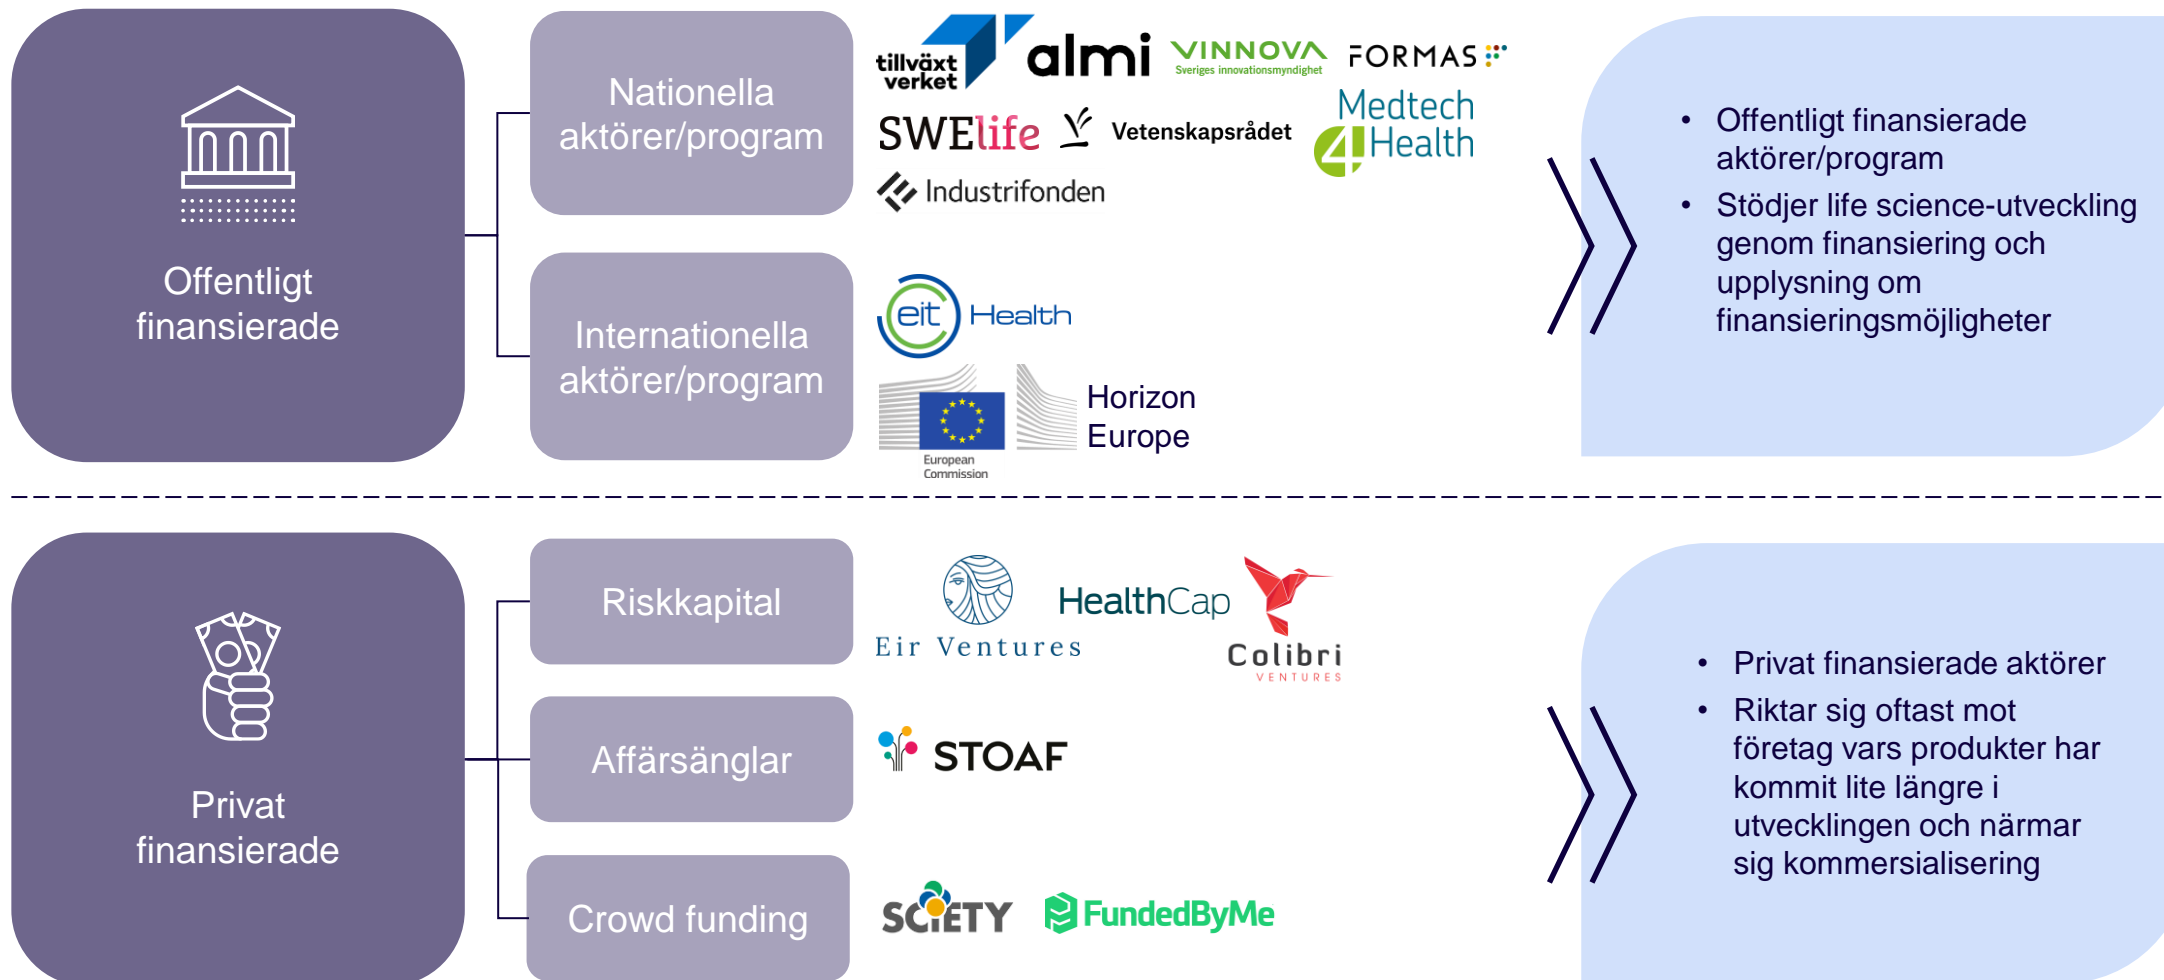 Offentligt
finansierade
Nationella
aktörer/program
tillväxt
verket
almi
VINNOVA
Sveriges innovationsmyndighet
FORMAS
SWElife
Vetenskapsrådet
Medtech
4Health
Industrifonden
Internationella
aktörer/program
eit Health
European
Commission
Horizon
Europe
• Offentligt finansierade
aktörer/program
• Stödjer life science-utveckling
genom finansiering och
upplysning om
finansieringsmöjligheter
Privat
finansierade
Riskkapital
Eir Ventures
HealthCap
Colibri
VENTURES
Affärsänglar
STOAF
Crowd funding
SCIETY
FundedByMe
• Privat finansierade aktörer
• Riktar sig oftast mot
företag vars produkter har
kommit lite längre i
utvecklingen och närmar
sig kommersialisering